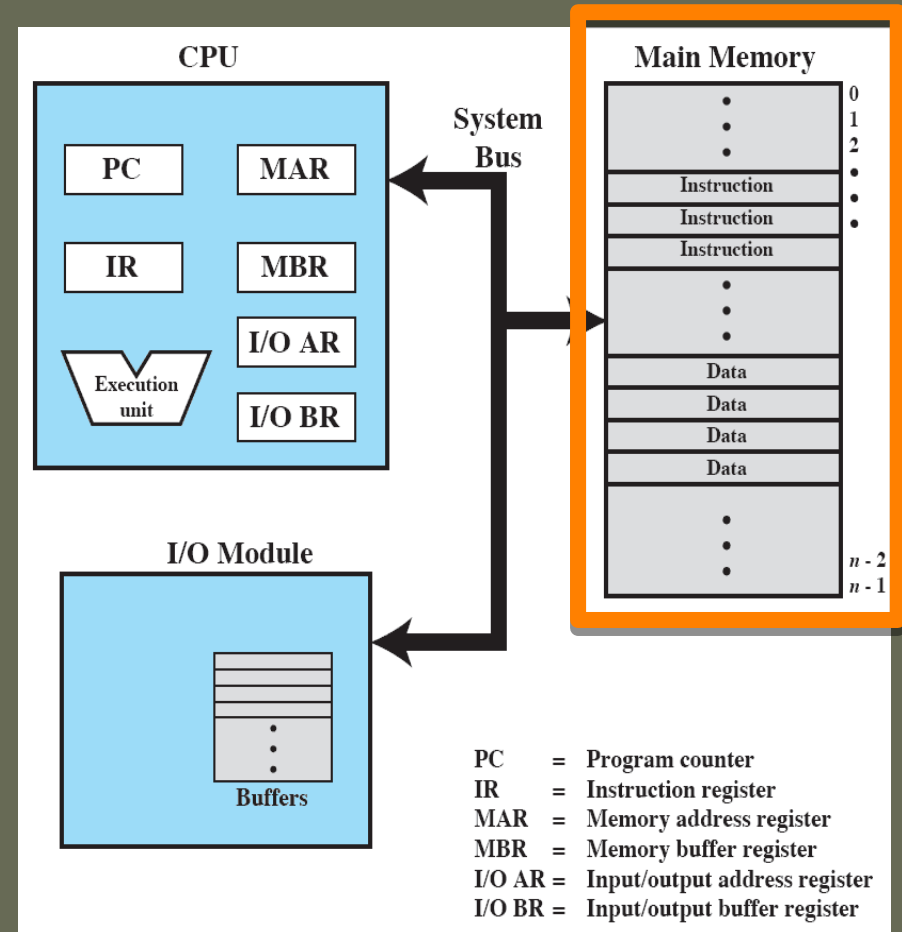 CPU
PC
MAR
IR
MBR
I/O AR
I/O BR
Execution
unit
System
Bus
Main Memory
0
1
2
Instruction
Instruction
Instruction
Data
Data
Data
Data
n - 2
n - 1
I/O Module
Buffers
PC = Program counter
IR = Instruction register
MAR = Memory address register
MBR = Memory buffer register
I/O AR = Input/output address register
I/O BR = Input/output buffer register